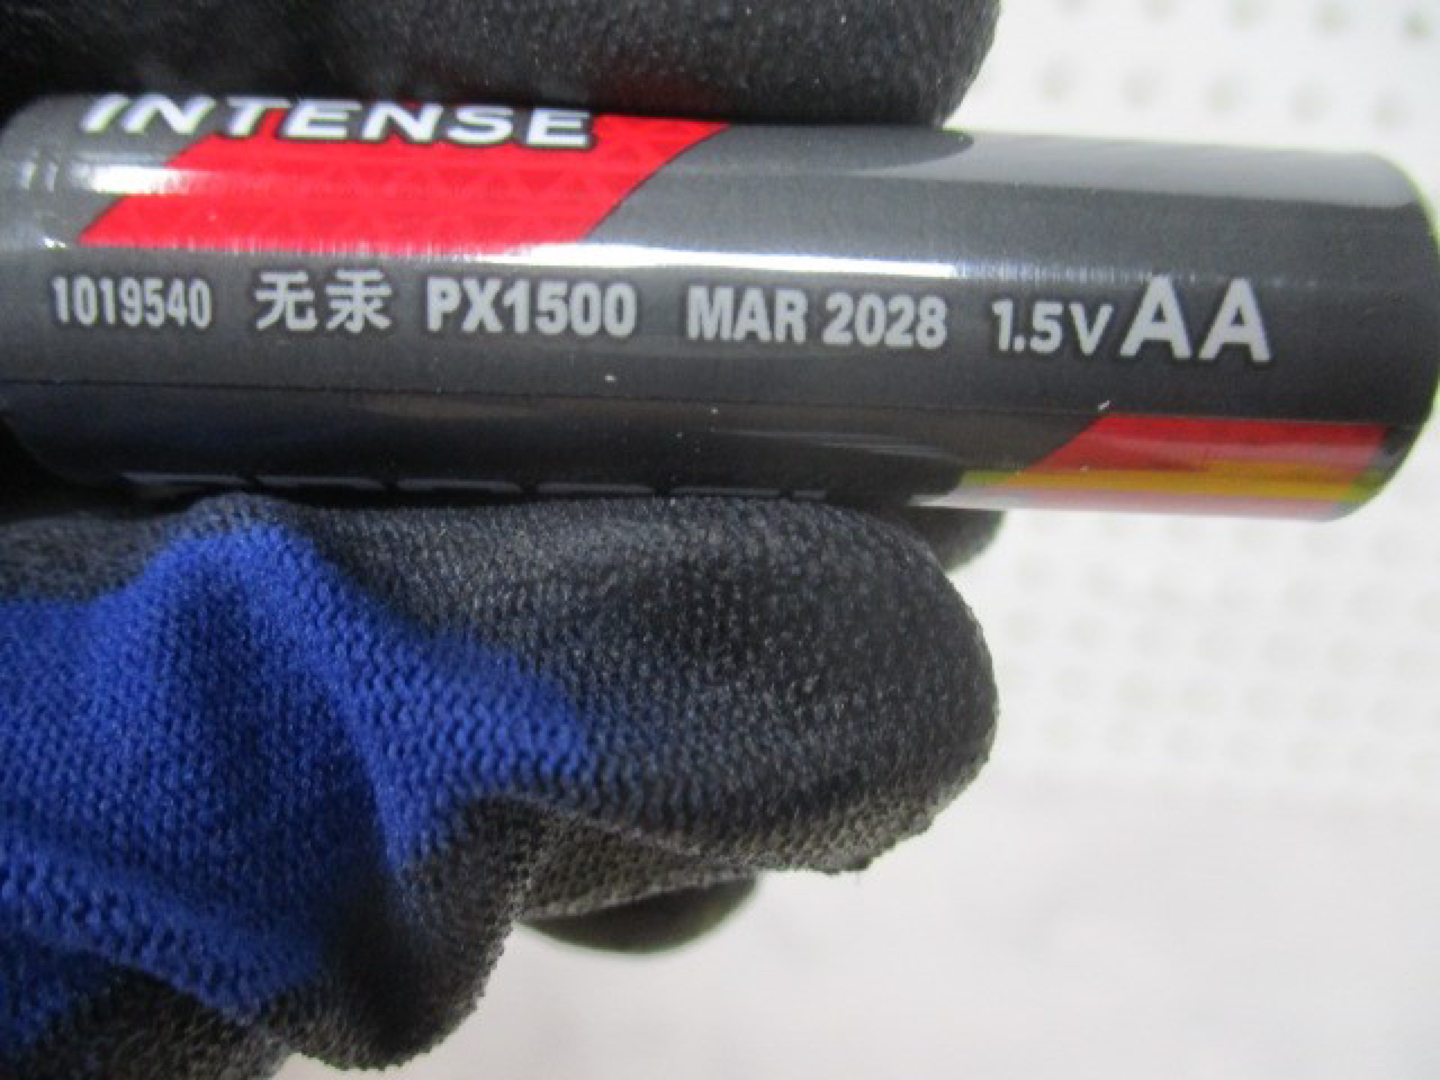 INTENSE
1019540 无汞 PX1500 MAR 2028 1.5V AA